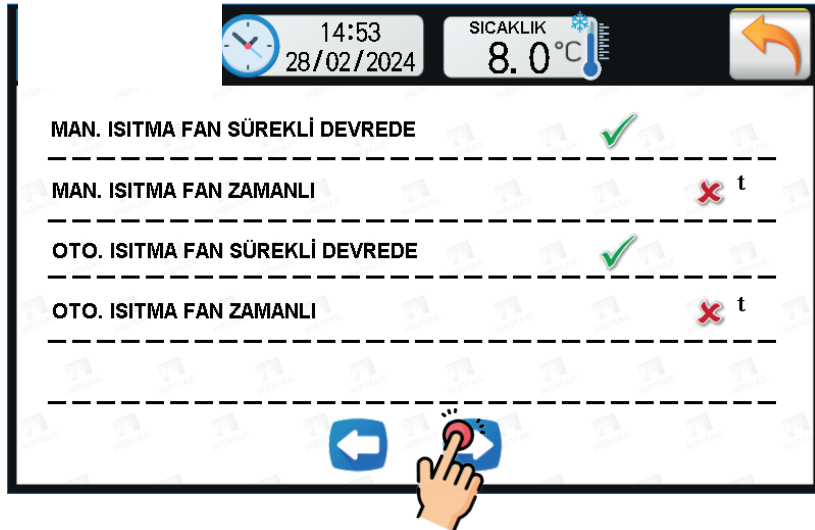 14:53
28/02/2024
SICAKLIK
8.0°C
MAN. ISITMA FAN SÜREKLİ DEVREDE
MAN. ISITMA FAN ZAMANLI
t
OTO. ISITMA FAN SÜREKLİ DEVREDE
OTO. ISITMA FAN ZAMANLI
t